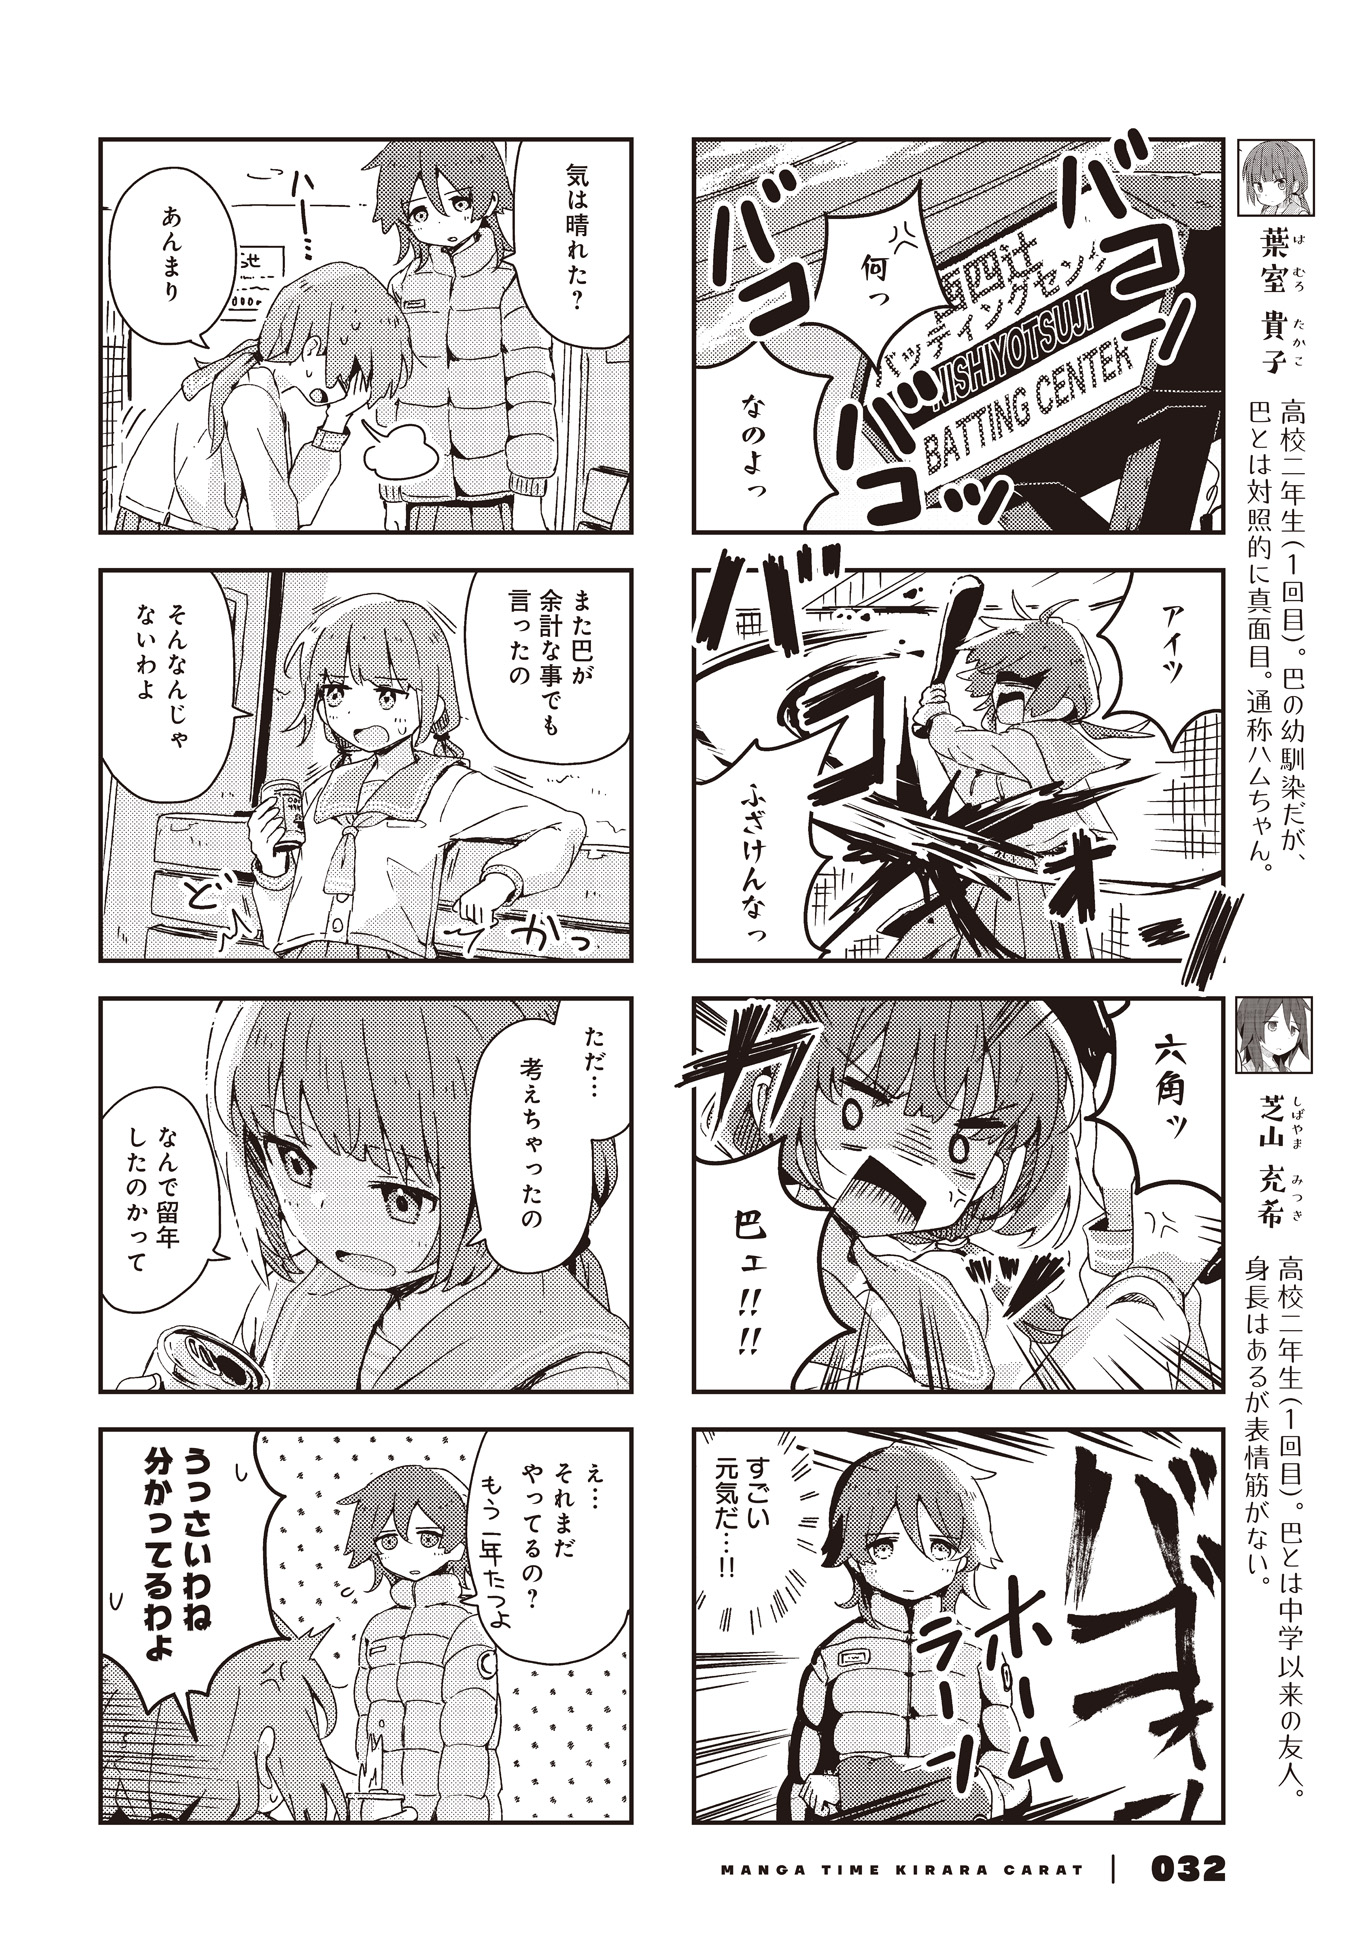 葉室 貴子
はむろ たかこ
高校二年生(1回目)。巴の幼馴染だが、
巴とは対照的に真面目。通称ハムちゃん。
芝山 充希
しばやま みつき
高校二年生(1回目)。巴とは中学以来の友人。
身長はあるが表情筋がない。
バコン
バコッ
何っ
なのよっ
西四辻
バッティングセンタ
NISHIYOTSUJI
BATTING CENTER
アイツ
ふざけんなっ
バコオ
ガッ
六角ッ
巴ェ!!!!
バコォ
すごい
元気だ…!!
ホーム
ラーン
気は晴れた?
ハー…
あんまり
また巴が
余計な事でも
言ったの
そんなんじゃ
ないわよ
どかっ
ただ…
考えちゃったの
なんで留年
したのかって
え…
それまだ
やってるの?
もう一年たつよ
うっさいわね
分かってるわよ
MANGA TIME KIRARA CARAT | 032